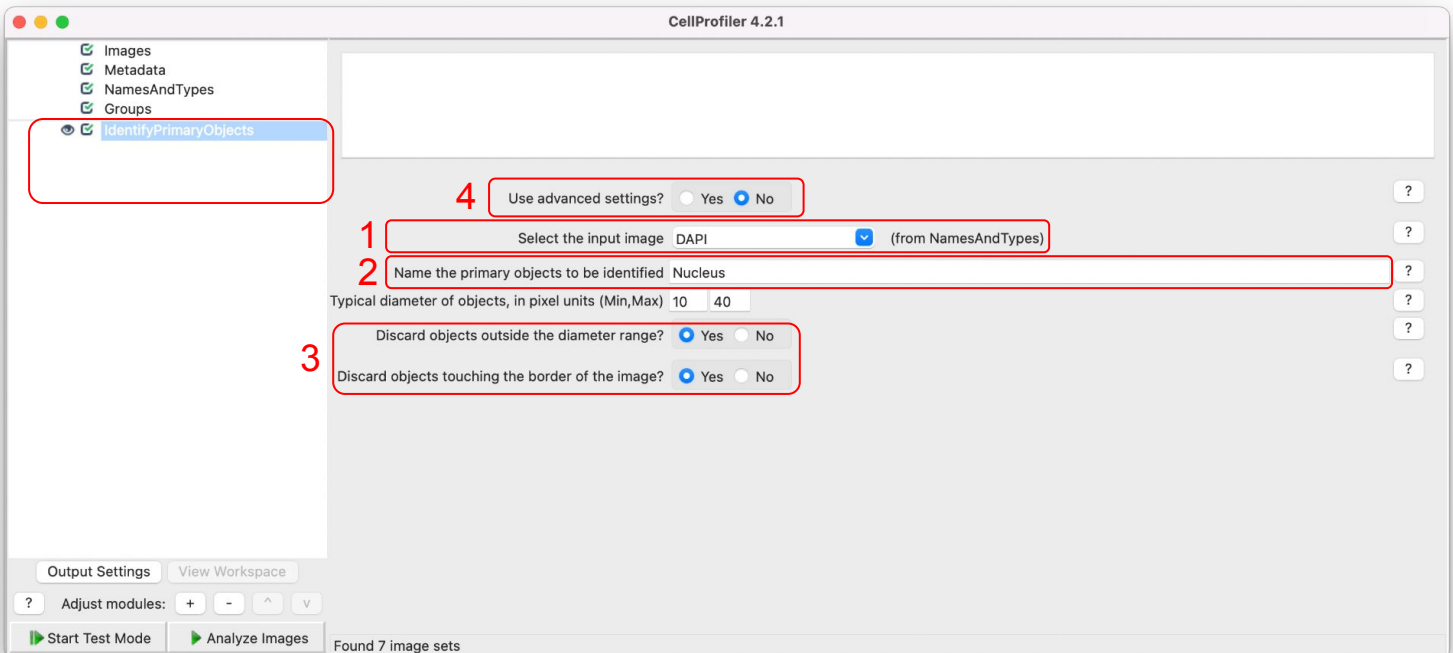 CellProfiler 4.2.1
Images
Metadata
NamesAndTypes
Groups
IdentifyPrimaryObjects
4 Use advanced settings? Yes No ?
1 Select the input image DAPI (from NamesAndTypes) ?
2 Name the primary objects to be identified Nucleus ?
Typical diameter of objects, in pixel units (Min,Max) 10 40 ?
3
Discard objects outside the diameter range? Yes No ?
Discard objects touching the border of the image? Yes No ?
Output Settings View Workspace
? Adjust modules: + - ^ v
Start Test Mode Analyze Images
Found 7 image sets